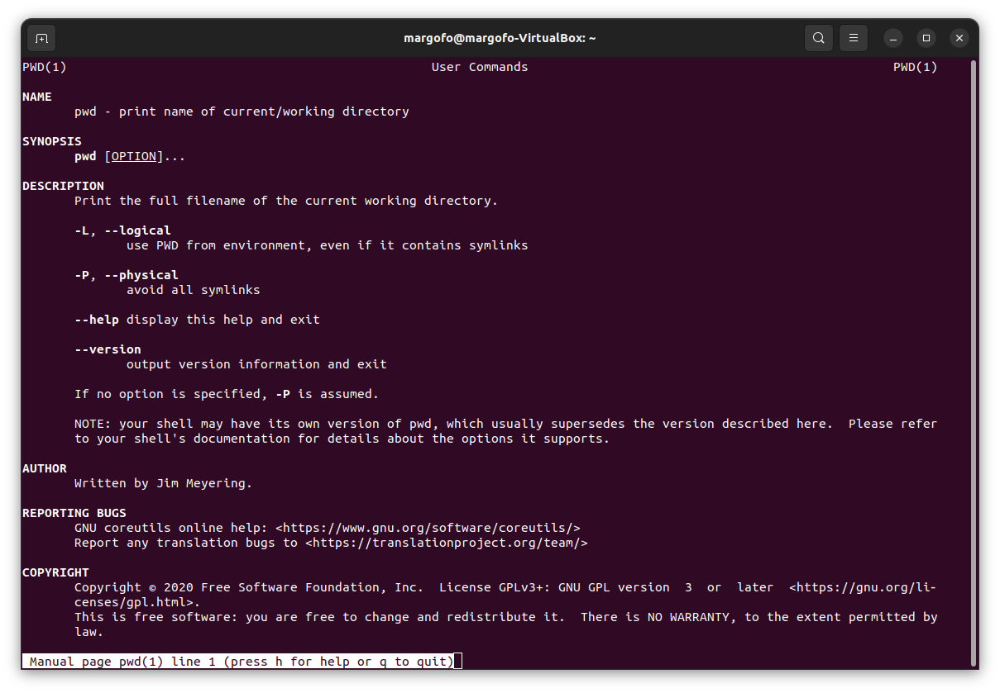 margofo@margofo-VirtualBox: ~
PWD(1) User Commands PWD(1)
NAME
pwd - print name of current/working directory
SYNOPSIS
pwd [OPTION]...
DESCRIPTION
Print the full filename of the current working directory.
-L, --logical
use PWD from environment, even if it contains symlinks
-P, --physical
avoid all symlinks
--help display this help and exit
--version
output version information and exit
If no option is specified, -P is assumed.
NOTE: your shell may have its own version of pwd, which usually supersedes the version described here.  Please refer
to your shell's documentation for details about the options it supports.
AUTHOR
Written by Jim Meyering.
REPORTING BUGS
GNU coreutils online help: <https://www.gnu.org/software/coreutils/>
Report any translation bugs to <https://translationproject.org/team/>
COPYRIGHT
Copyright © 2020 Free Software Foundation, Inc.  License GPLv3+: GNU GPL version  3  or  later  <https://gnu.org/li-
censes/gpl.html>.
This is free software: you are free to change and redistribute it.  There is NO WARRANTY, to the extent permitted by
law.
Manual page pwd(1) line 1 (press h for help or q to quit)